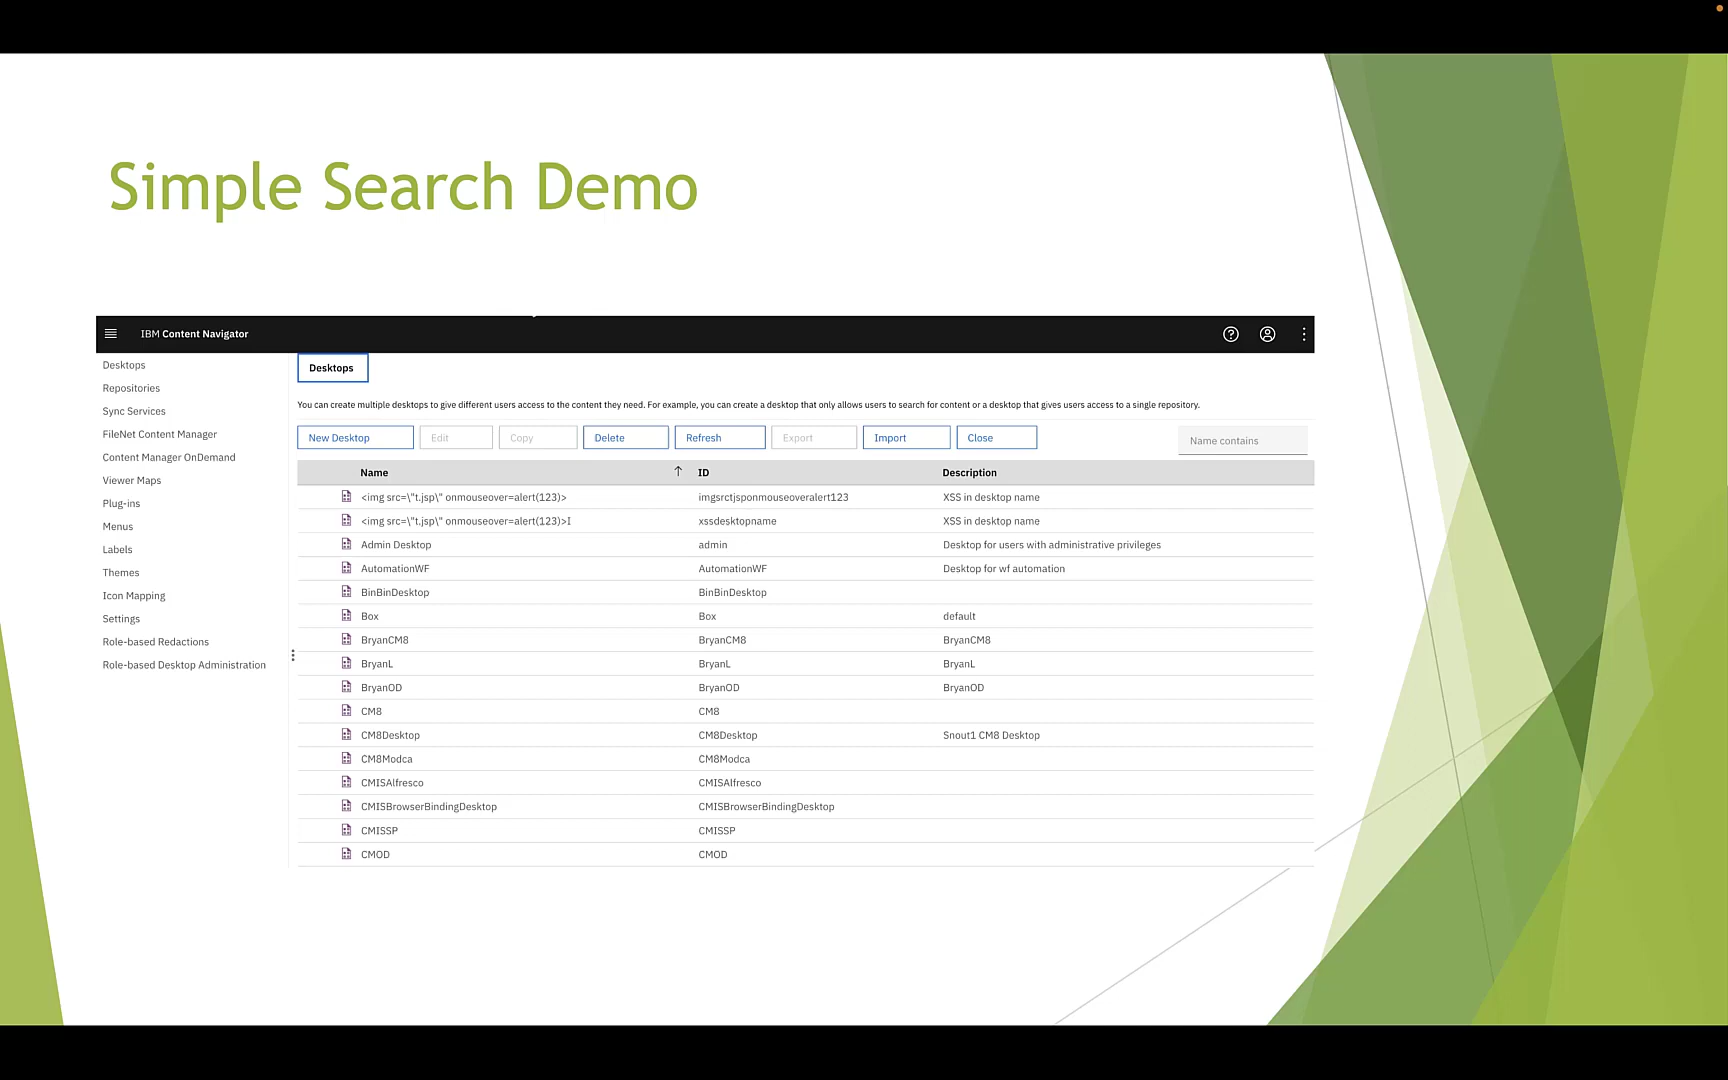 Simple Search Demo
IBM Content Navigator
Desktops
Repositories
Sync Services
FileNet Content Manager
Content Manager OnDemand
Viewer Maps
Plug-ins
Menus
Labels
Themes
Icon Mapping
Settings
Role-based Redactions
Role-based Desktop Administration
Desktops
You can create multiple desktops to give different users access to the content they need. For example, you can create a desktop that only allows users to search for content or a desktop that gives users access to a single repository.
New Desktop Edit Copy Delete Refresh Export Import Close Name contains
Name ID Description
<img src=\"t.jsp\" onmouseover=alert(123)> imgsrctjsponmouseoveralert123 XSS in desktop name
<img src=\"t.jsp\" onmouseover=alert(123)>I xssdesktopname XSS in desktop name
Admin Desktop admin Desktop for users with administrative privileges
AutomationWF AutomationWF Desktop for wf automation
BinBinDesktop BinBinDesktop
Box Box default
BryanCM8 BryanCM8 BryanCM8
BryanL BryanL BryanL
BryanOD BryanOD BryanOD
CM8 CM8
CM8Desktop CM8Desktop Snout1 CM8 Desktop
CM8Modca CM8Modca
CMISAlfresco CMISAlfresco
CMISBrowserBindingDesktop CMISBrowserBindingDesktop
CMISSP CMISSP
CMOD CMOD